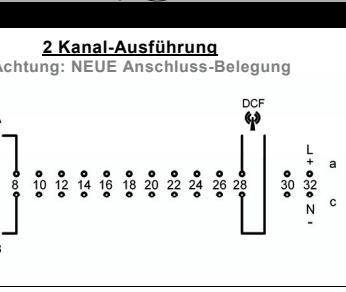 2 Kanal-Ausführung
Achtung: NEUE Anschluss-Belegung
DCF
L
+
a
8 10 12 14 16 18 20 22 24 26 28 30 32
c
N
-